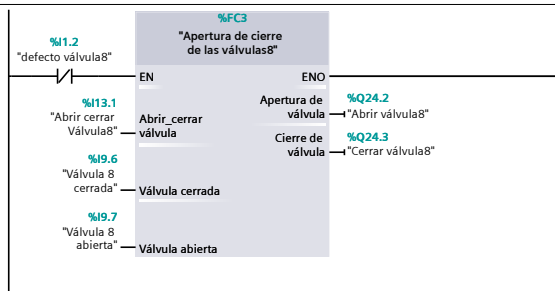 %FC3
"Apertura de cierre
de las válvulas8"
%I1.2
"defecto válvula8"
EN
ENO
%I13.1
"Abrir cerrar
Válvula8"
Abrir_cerrar
válvula
Apertura de
válvula
%Q24.2
"Abrir válvula8"
Cierre de
válvula
%Q24.3
"Cerrar válvula8"
%I9.6
"Válvula 8
cerrada"
Válvula cerrada
%I9.7
"Válvula 8
abierta"
Válvula abierta